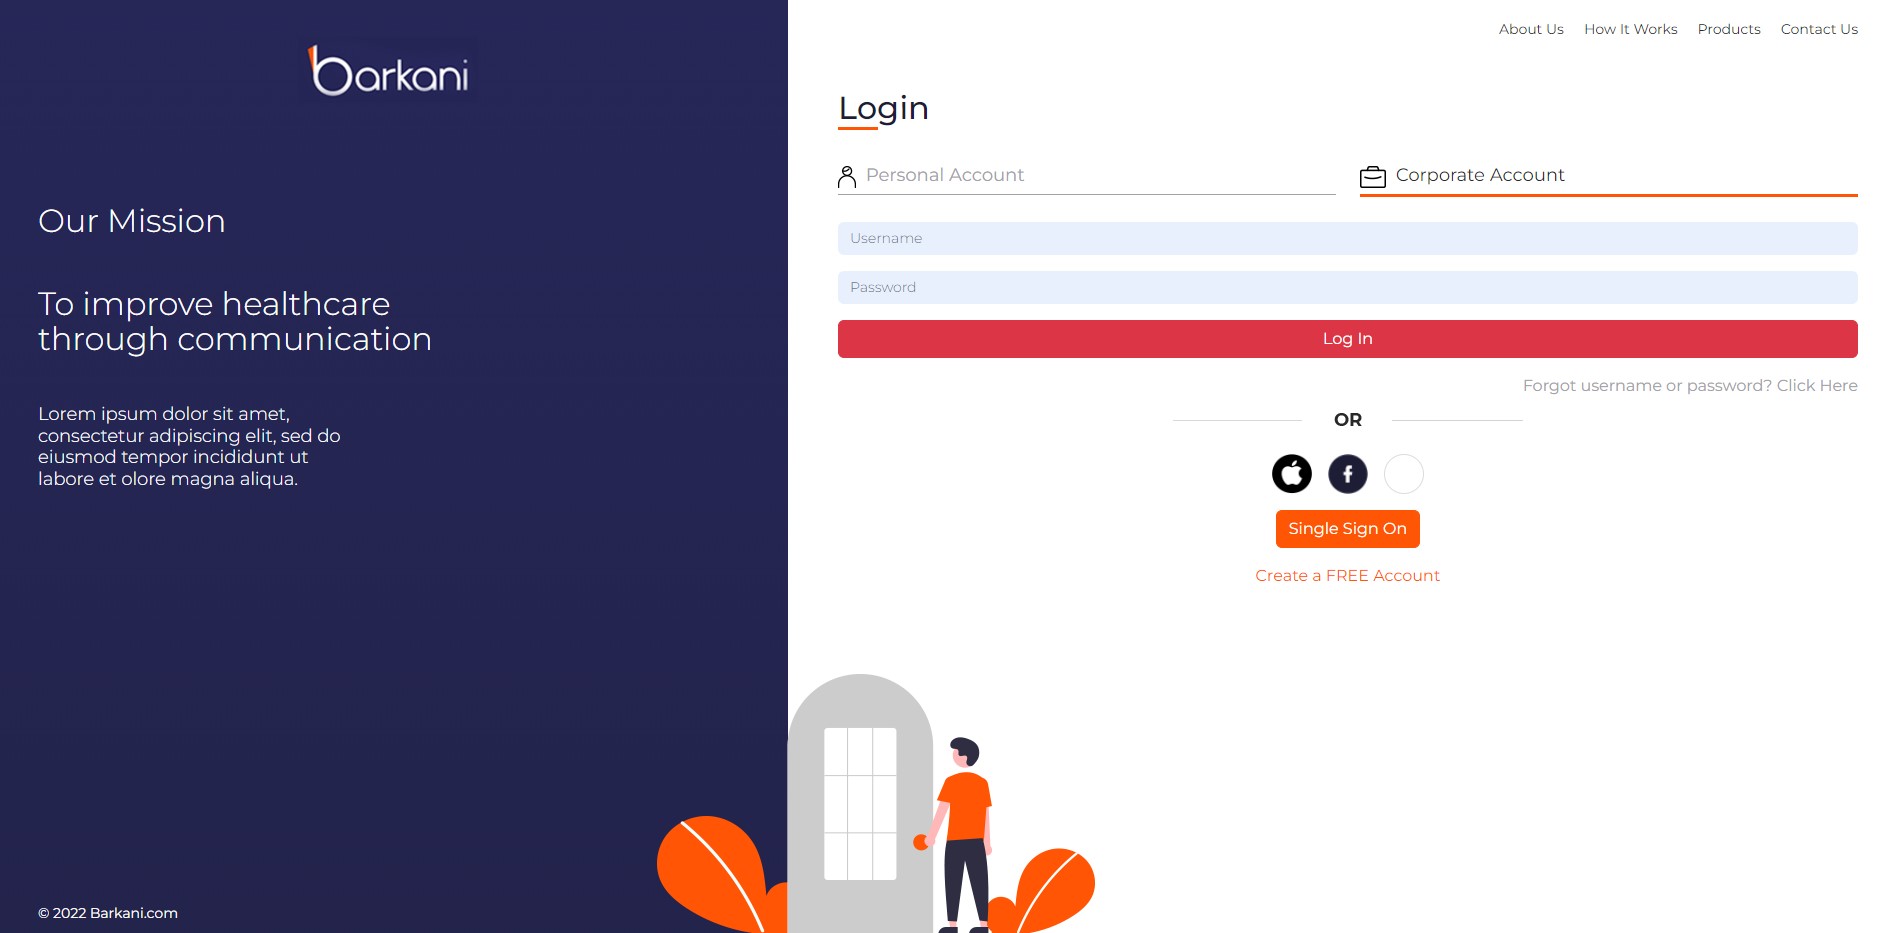 barkani
Our Mission
To improve healthcare
through communication
Lorem ipsum dolor sit amet,
consectetur adipiscing elit, sed do
eiusmod tempor incididunt ut
labore et olore magna aliqua.
© 2022 Barkani.com
About Us How It Works Products Contact Us
Login
Personal Account Corporate Account
Username
Password
Log In
Forgot username or password? Click Here
OR
Single Sign On
Create a FREE Account